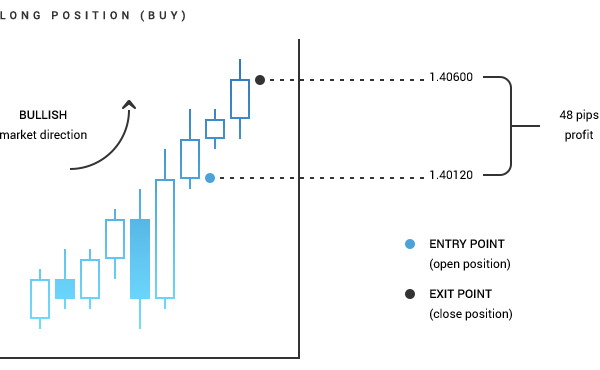 LONG POSITION (BUY)
BULLISH
market direction
1.40600
48 pips
profit
1.40120
ENTRY POINT
(open position)
EXIT POINT
(close position)